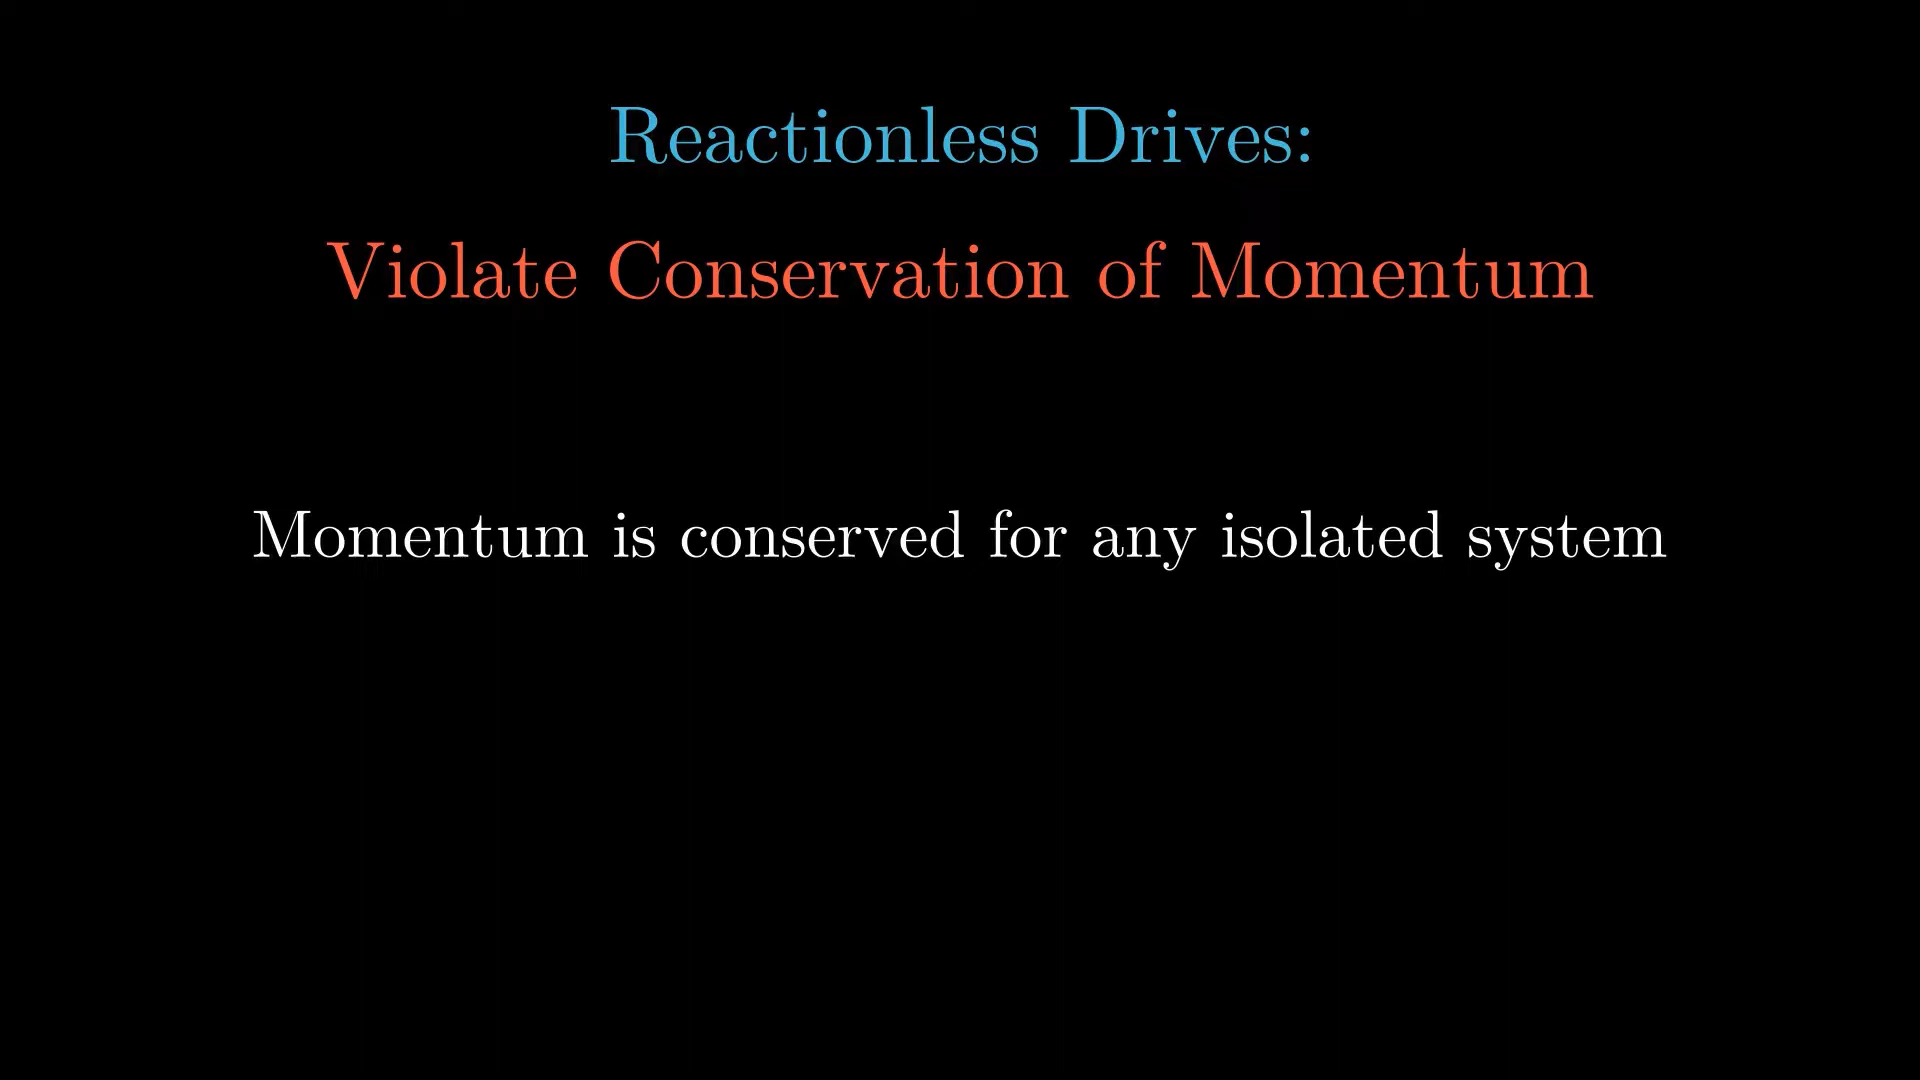 Reactionless Drives:
Violate Conservation of Momentum
Momentum is conserved for any isolated system